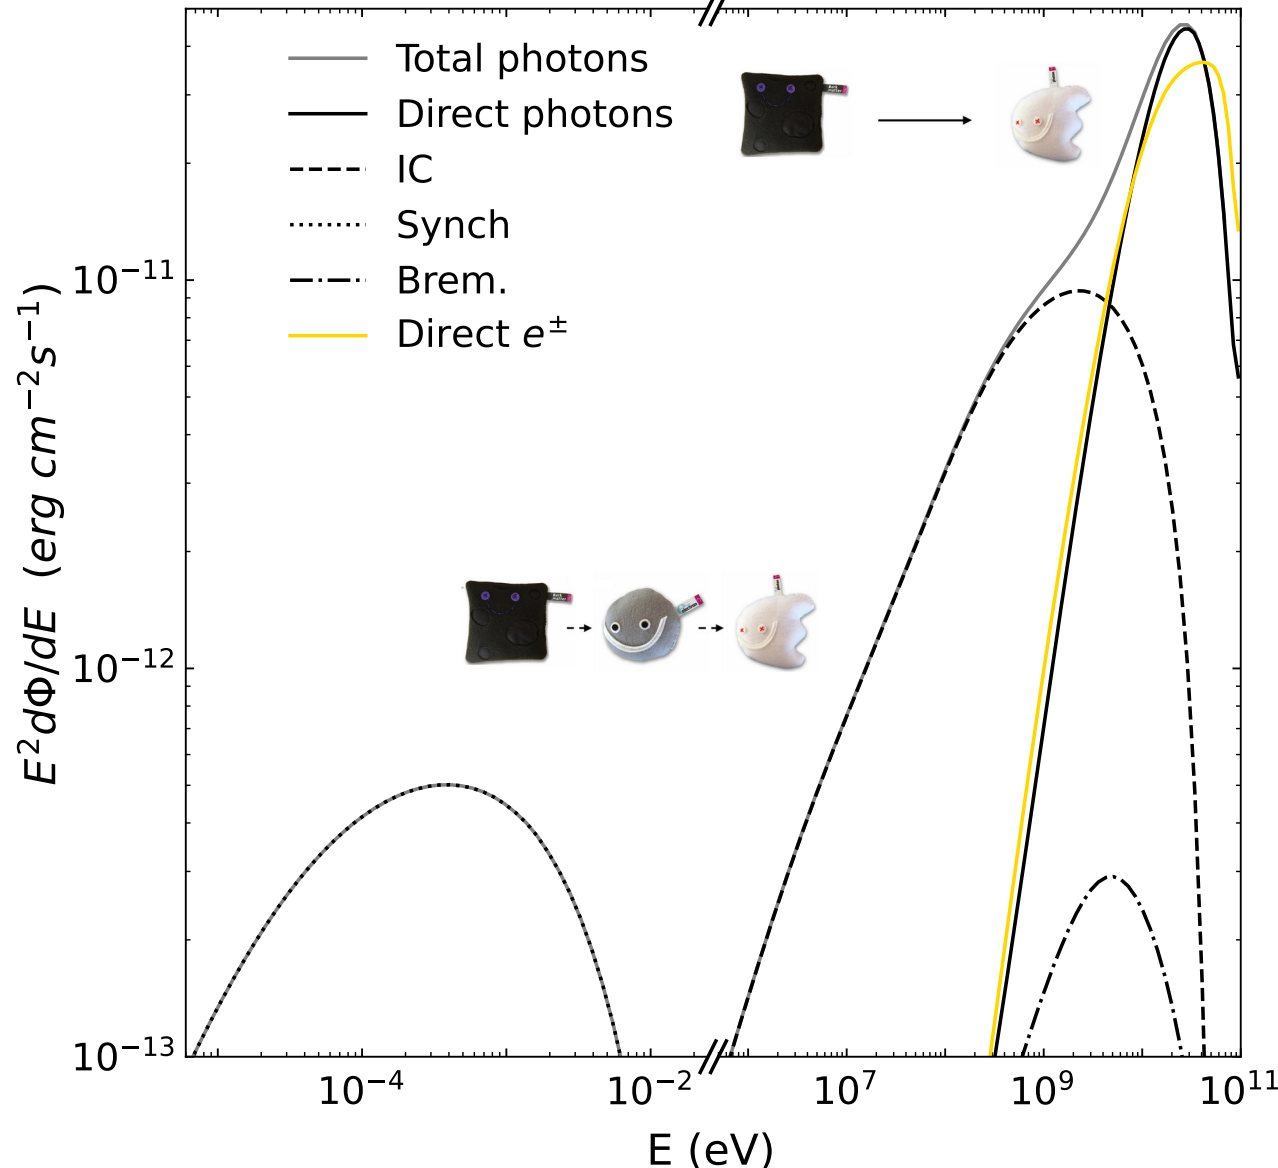 Total photons
Direct photons
IC
Synch
Brem.
Direct e±
10⁻¹¹
10⁻¹²
10⁻¹³
E²dΦ/dE (erg cm⁻²s⁻¹)
10⁻⁴
10⁻²
10⁷
10⁹
10¹¹
E (eV)